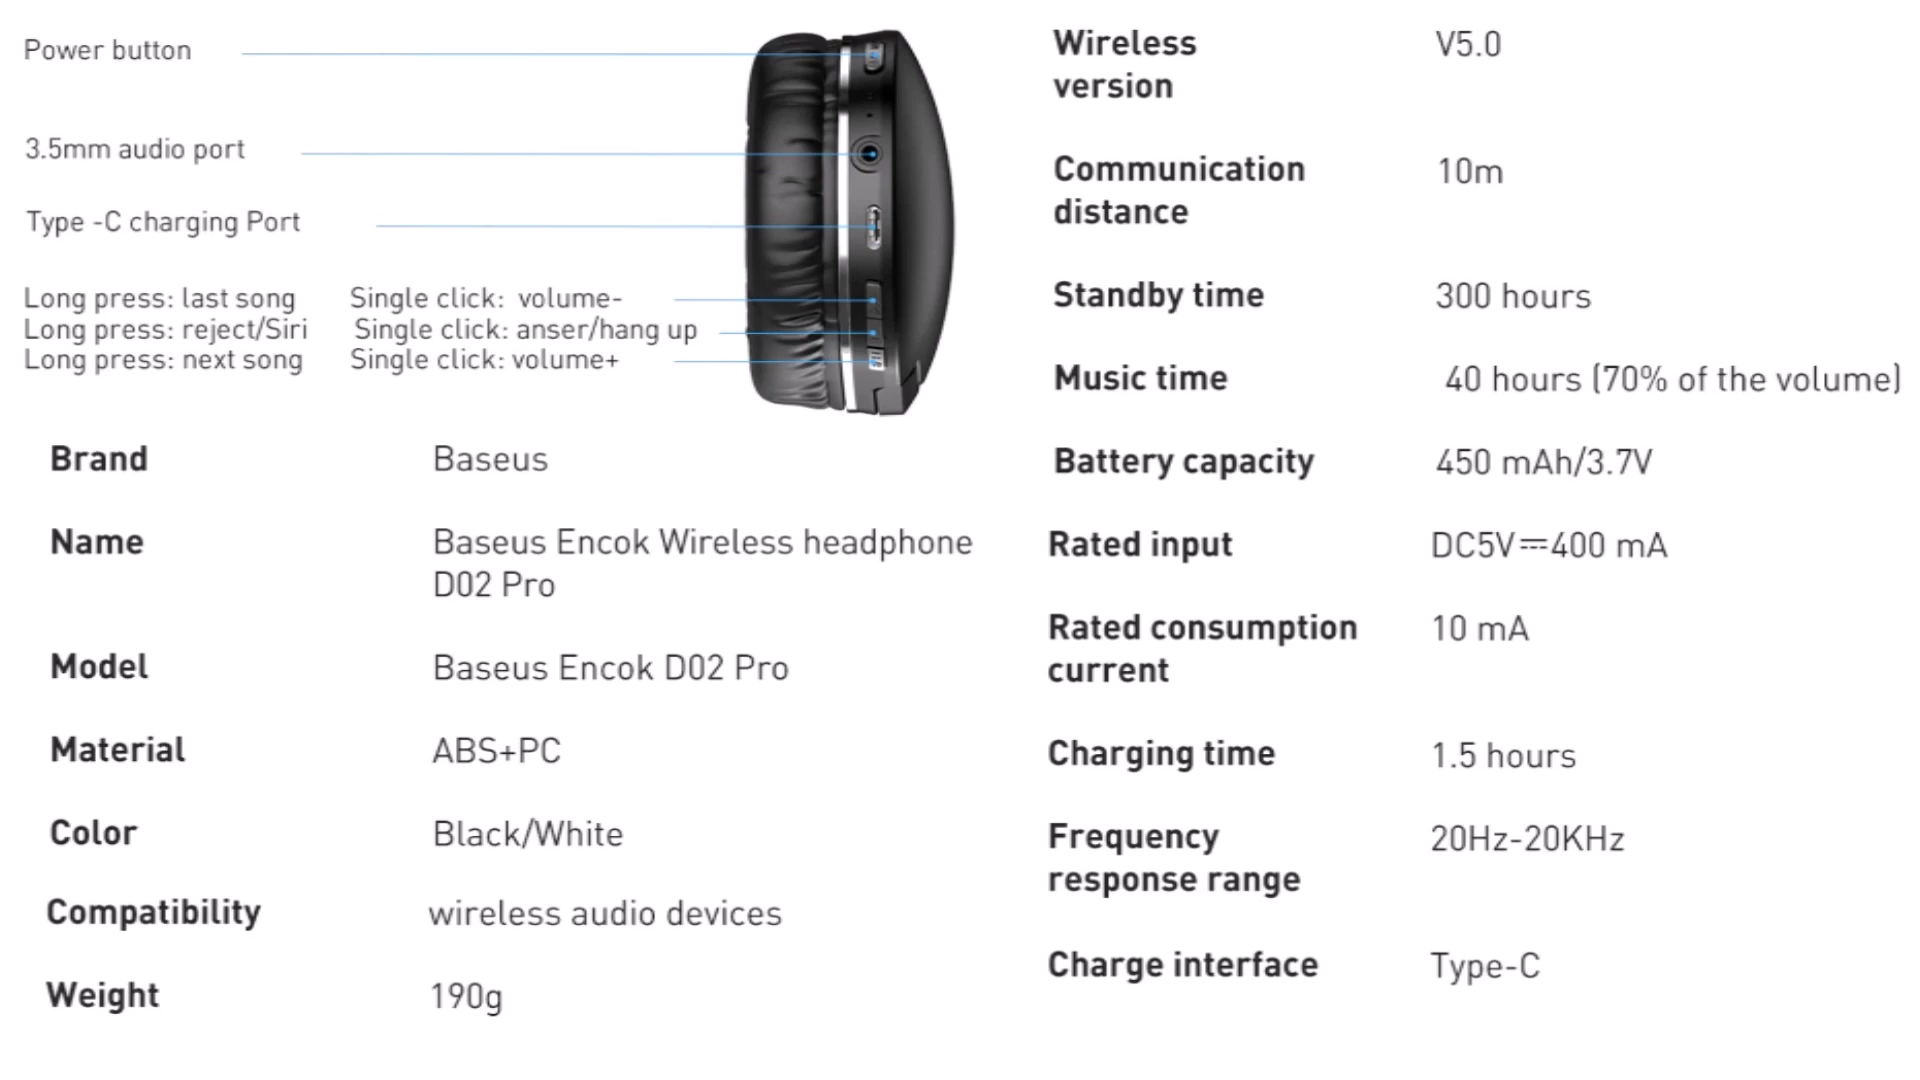 Power button
3.5mm audio port
Type -C charging Port
Long press: last song Single click: volume-
Long press: reject/Siri Single click: anser/hang up
Long press: next song Single click: volume+
Brand Baseus
Name Baseus Encok Wireless headphone
D02 Pro
Model Baseus Encok D02 Pro
Material ABS+PC
Color Black/White
Compatibility wireless audio devices
Weight 190g
Wireless V5.0
version
Communication 10m
distance
Standby time 300 hours
Music time 40 hours (70% of the volume)
Battery capacity 450 mAh/3.7V
Rated input DC5V⎓400 mA
Rated consumption 10 mA
current
Charging time 1.5 hours
Frequency 20Hz-20KHz
response range
Charge interface Type-C